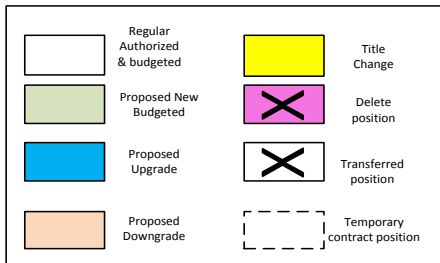 Regular
Authorized
& budgeted
Title
Change
Proposed New
Budgeted
Delete
position
Proposed
Upgrade
Transferred
position
Proposed
Downgrade
Temporary
contract position